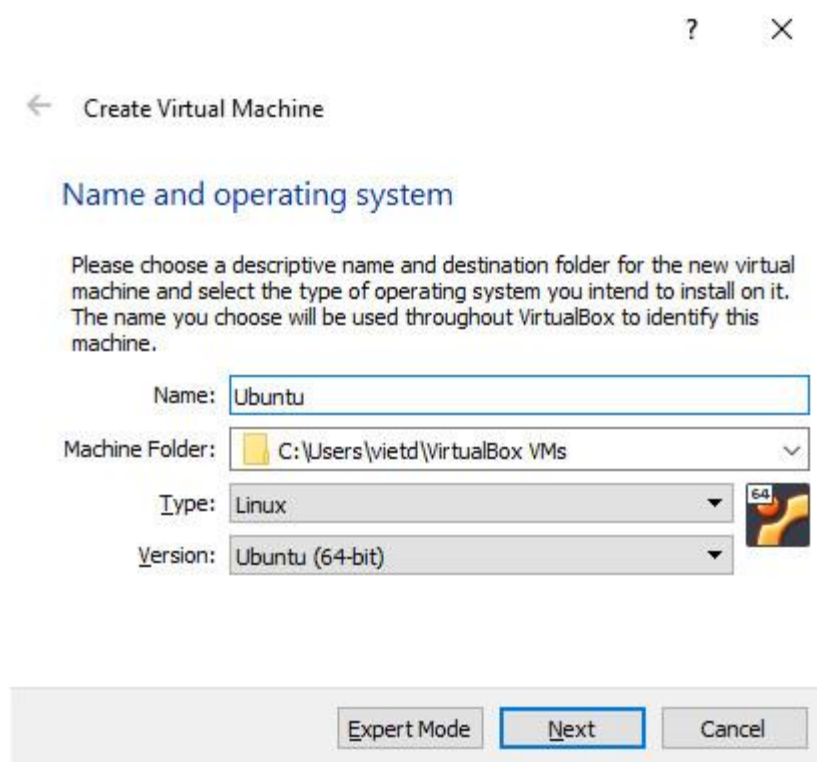 ?
Create Virtual Machine
Name and operating system
Please choose a descriptive name and destination folder for the new virtual
machine and select the type of operating system you intend to install on it.
The name you choose will be used throughout VirtualBox to identify this
machine.
Name: Ubuntu
Machine Folder: C:\Users\vietd\VirtualBox VMs
Type: Linux
64
Version: Ubuntu (64-bit)
Expert Mode Next Cancel